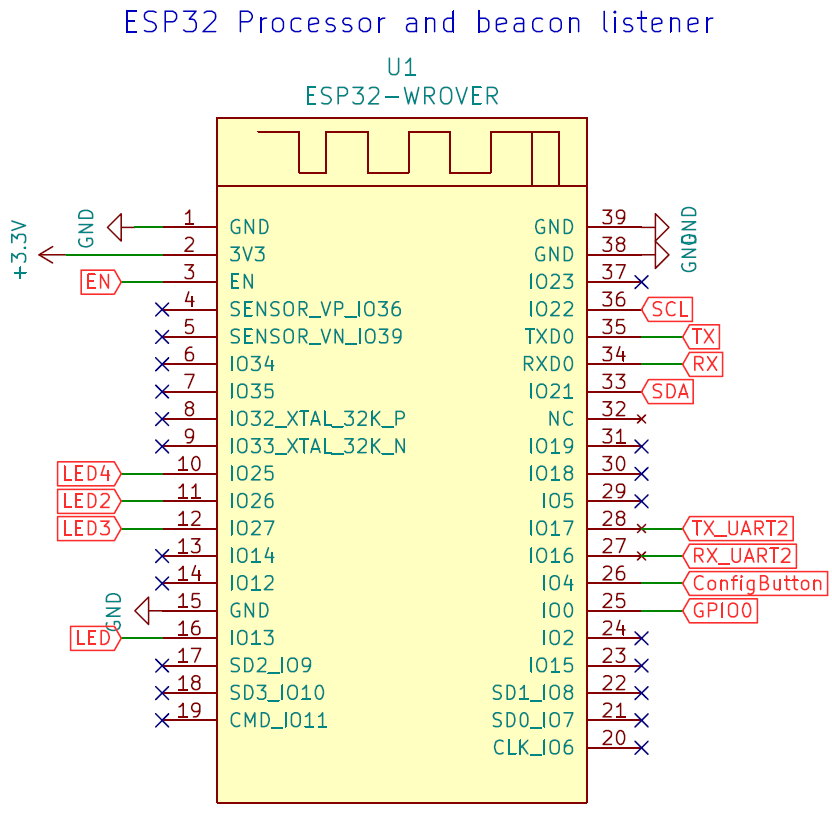 ESP32 Processor and beacon listener
U1
ESP32-WROVER
GND 1 GND GND 39 GND
+3.3V 2 3V3 GND 38 GND
EN 3 EN IO23 37
4 SENSOR_VP_IO36 IO22 36 SCL
5 SENSOR_VN_IO39 TXD0 35 TX
6 IO34 RXD0 34 RX
7 IO35 IO21 33 SDA
8 IO32_XTAL_32K_P NC 32
9 IO33_XTAL_32K_N IO19 31
LED4 10 IO25 IO18 30
LED2 11 IO26 IO5 29
LED3 12 IO27 IO17 28 TX_UART2
13 IO14 IO16 27 RX_UART2
14 IO12 IO4 26 ConfigButton
GND 15 GND IO0 25 GPIO0
LED 16 IO13 IO2 24
17 SD2_IO9 IO15 23
18 SD3_IO10 SD1_IO8 22
19 CMD_IO11 SD0_IO7 21
CLK_IO6 20